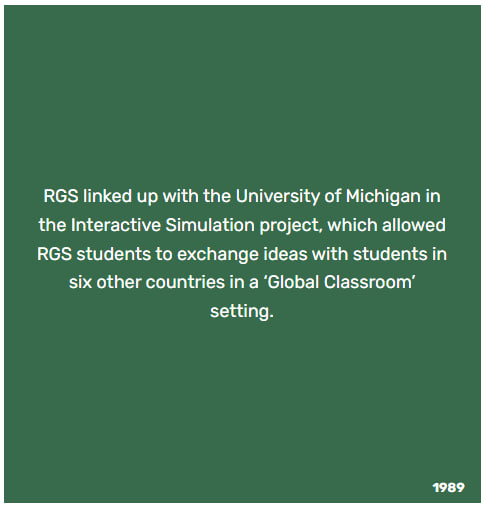 RGS linked up with the University of Michigan in
the Interactive Simulation project, which allowed
RGS students to exchange ideas with students in
six other countries in a ‘Global Classroom’
setting.
1989